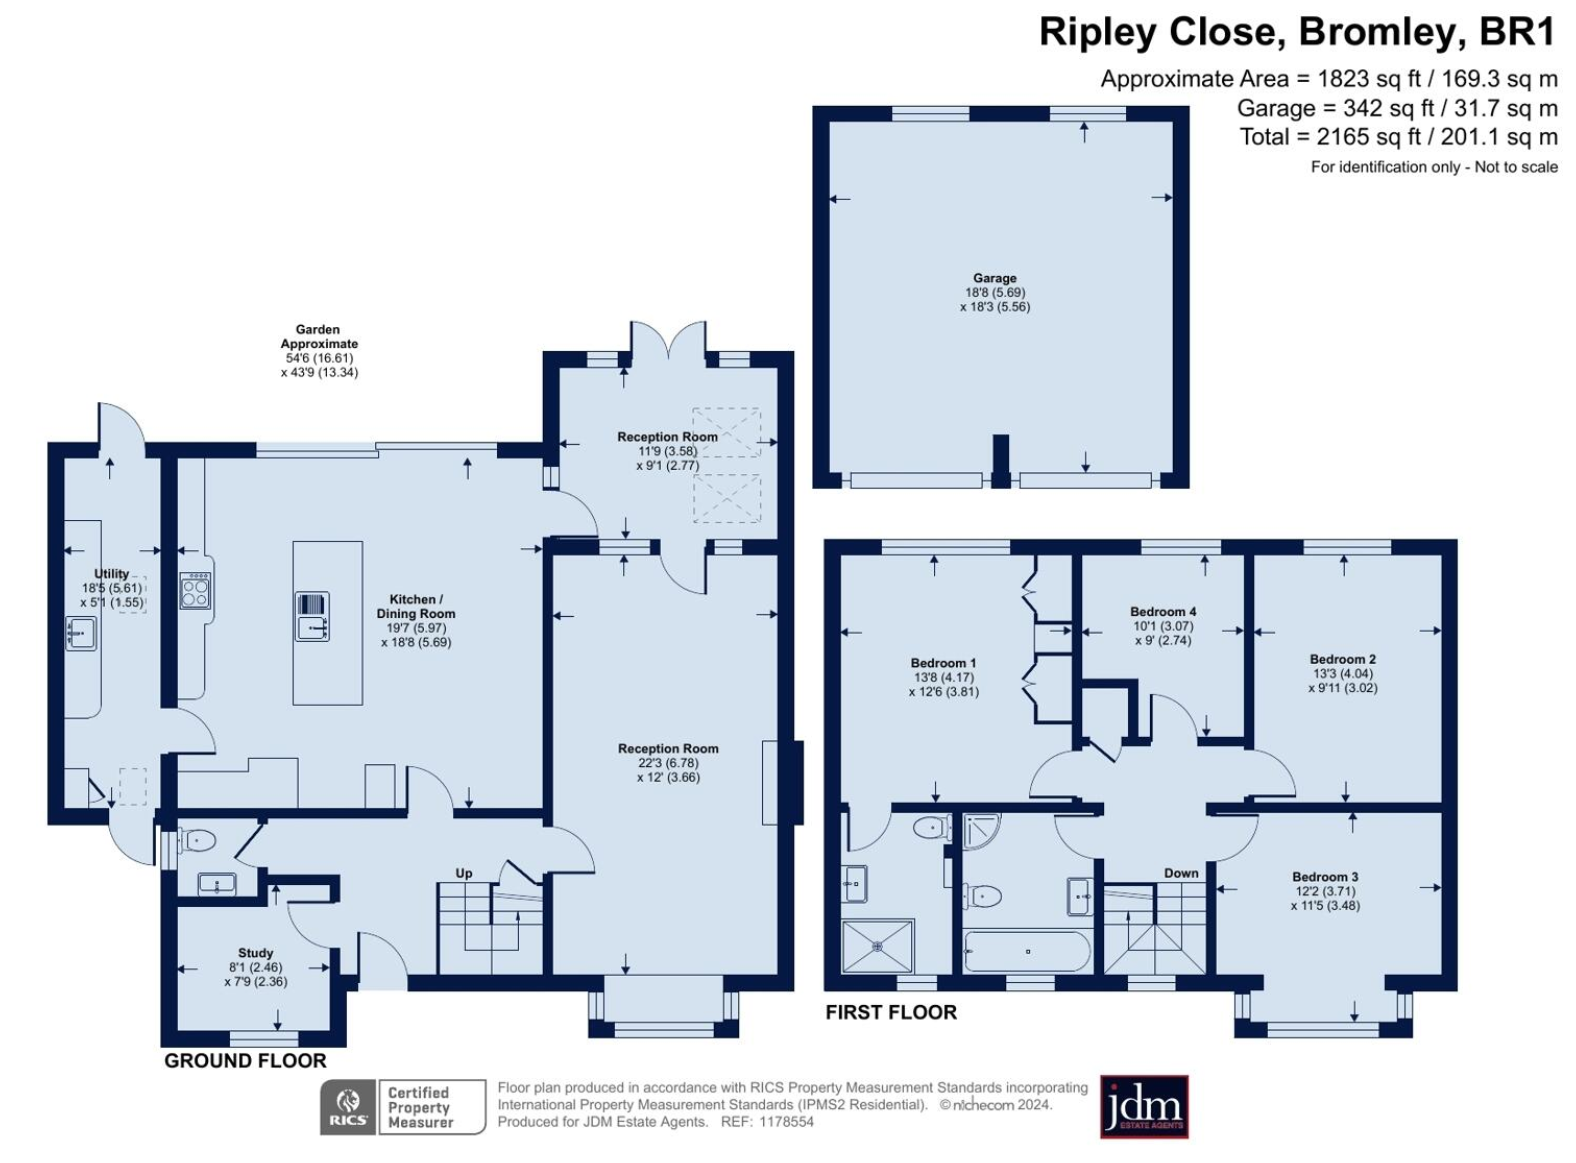 Ripley Close, Bromley, BR1
Approximate Area = 1823 sq ft / 169.3 sq m
Garage = 342 sq ft / 31.7 sq m
Total = 2165 sq ft / 201.1 sq m
For identification only - Not to scale
Garage
18'8 (5.69)
x 18'3 (5.56)
Garden
Approximate
54'6 (16.61)
x 43'9 (13.34)
Reception Room
11'9 (3.58)
x 9'1 (2.77)
Utility
18'5 (5.61)
x 5'1 (1.55)
Kitchen /
Dining Room
19'7 (5.97)
x 18'8 (5.69)
Reception Room
22'3 (6.78)
x 12' (3.66)
Up
Study
8'1 (2.46)
x 7'9 (2.36)
GROUND FLOOR
Bedroom 1
13'8 (4.17)
x 12'6 (3.81)
Bedroom 4
10'1 (3.07)
x 9' (2.74)
Bedroom 2
13'3 (4.04)
x 9'11 (3.02)
Down
Bedroom 3
12'2 (3.71)
x 11'5 (3.48)
FIRST FLOOR
RICS
Certified
Property
Measurer
Floor plan produced in accordance with RICS Property Measurement Standards incorporating
International Property Measurement Standards (IPMS2 Residential). © nichecom 2024.
Produced for JDM Estate Agents. REF: 1178554
jdm
ESTATE AGENTS